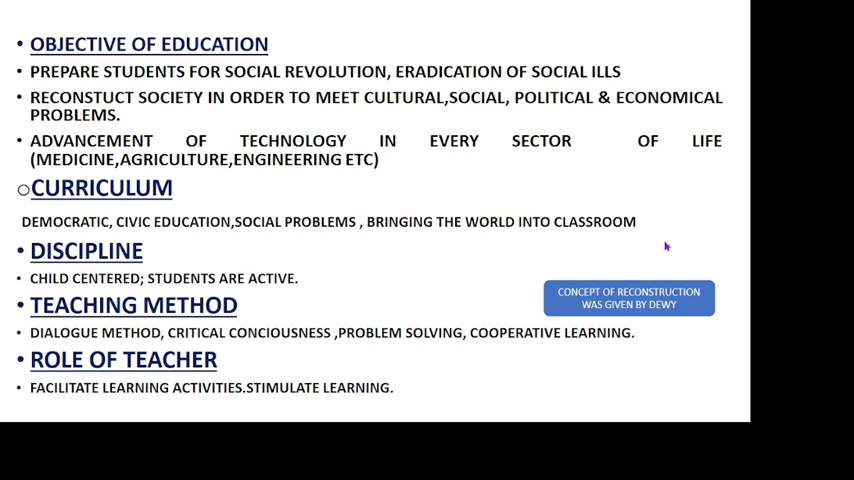 • OBJECTIVE OF EDUCATION
• PREPARE STUDENTS FOR SOCIAL REVOLUTION, ERADICATION OF SOCIAL ILLS
• RECONSTUCT SOCIETY IN ORDER TO MEET CULTURAL,SOCIAL, POLITICAL & ECONOMICAL
PROBLEMS.
• ADVANCEMENT OF TECHNOLOGY IN EVERY SECTOR OF LIFE
(MEDICINE,AGRICULTURE,ENGINEERING ETC)
○CURRICULUM
DEMOCRATIC, CIVIC EDUCATION,SOCIAL PROBLEMS , BRINGING THE WORLD INTO CLASSROOM
• DISCIPLINE
• CHILD CENTERED; STUDENTS ARE ACTIVE.
CONCEPT OF RECONSTRUCTION
WAS GIVEN BY DEWY
• TEACHING METHOD
• DIALOGUE METHOD, CRITICAL CONCIOUSNESS ,PROBLEM SOLVING, COOPERATIVE LEARNING.
• ROLE OF TEACHER
• FACILITATE LEARNING ACTIVITIES.STIMULATE LEARNING.